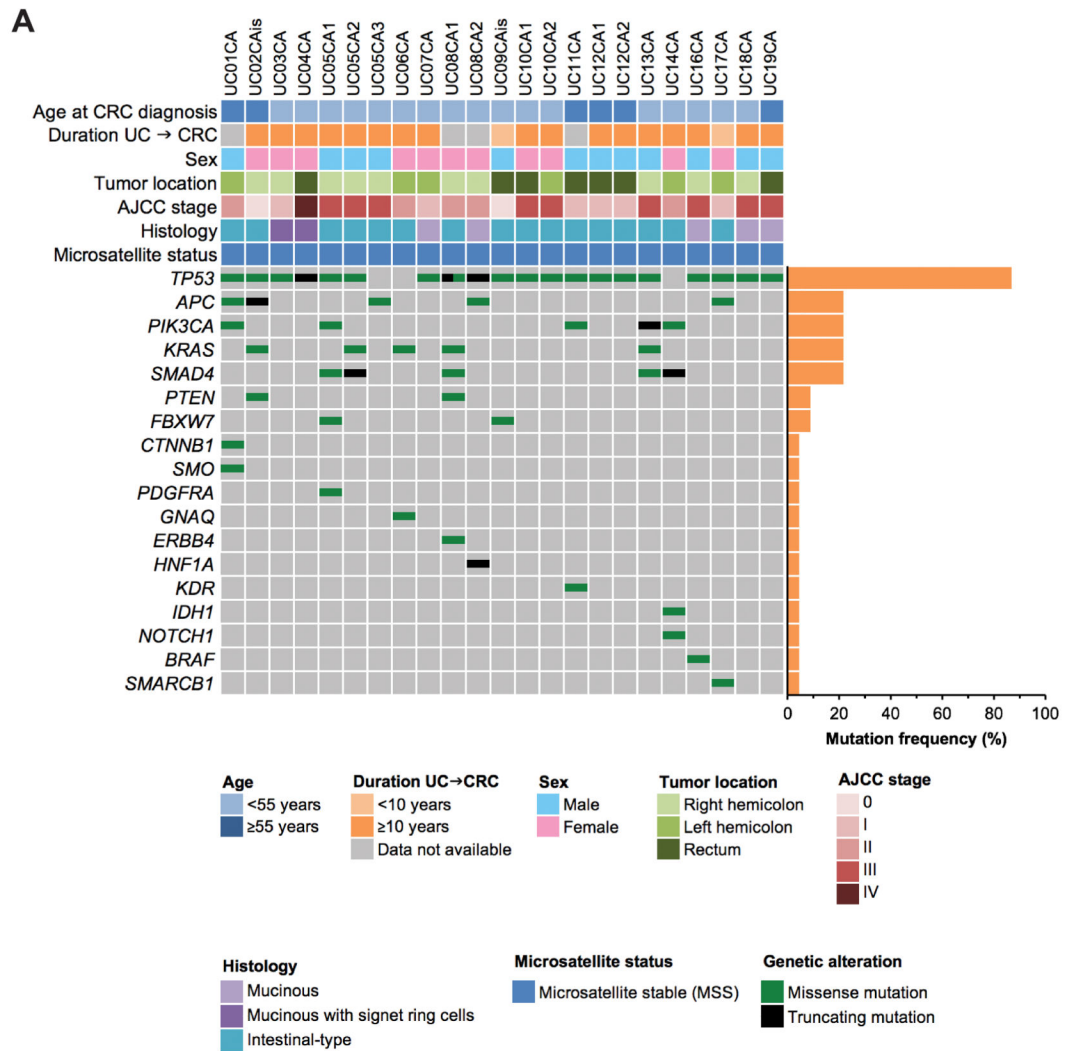 A
UC01CA
UC02CAis
UC03CA
UC04CA
UC05CA1
UC05CA2
UC05CA3
UC06CA
UC07CA
UC08CA1
UC08CA2
UC09CAis
UC10CA1
UC10CA2
UC11CA
UC12CA1
UC12CA2
UC13CA
UC14CA
UC16CA
UC17CA
UC18CA
UC19CA
Age at CRC diagnosis
Duration UC → CRC
Sex
Tumor location
AJCC stage
Histology
Microsatellite status
TP53
APC
PIK3CA
KRAS
SMAD4
PTEN
FBXW7
CTNNB1
SMO
PDGFRA
GNAQ
ERBB4
HNF1A
KDR
IDH1
NOTCH1
BRAF
SMARCB1
0 20 40 60 80 100
Mutation frequency (%)
Age
<55 years
≥55 years
Duration UC→CRC
<10 years
≥10 years
Data not available
Sex
Male
Female
Tumor location
Right hemicolon
Left hemicolon
Rectum
AJCC stage
0
I
II
III
IV
Histology
Mucinous
Mucinous with signet ring cells
Intestinal-type
Microsatellite status
Microsatellite stable (MSS)
Genetic alteration
Missense mutation
Truncating mutation